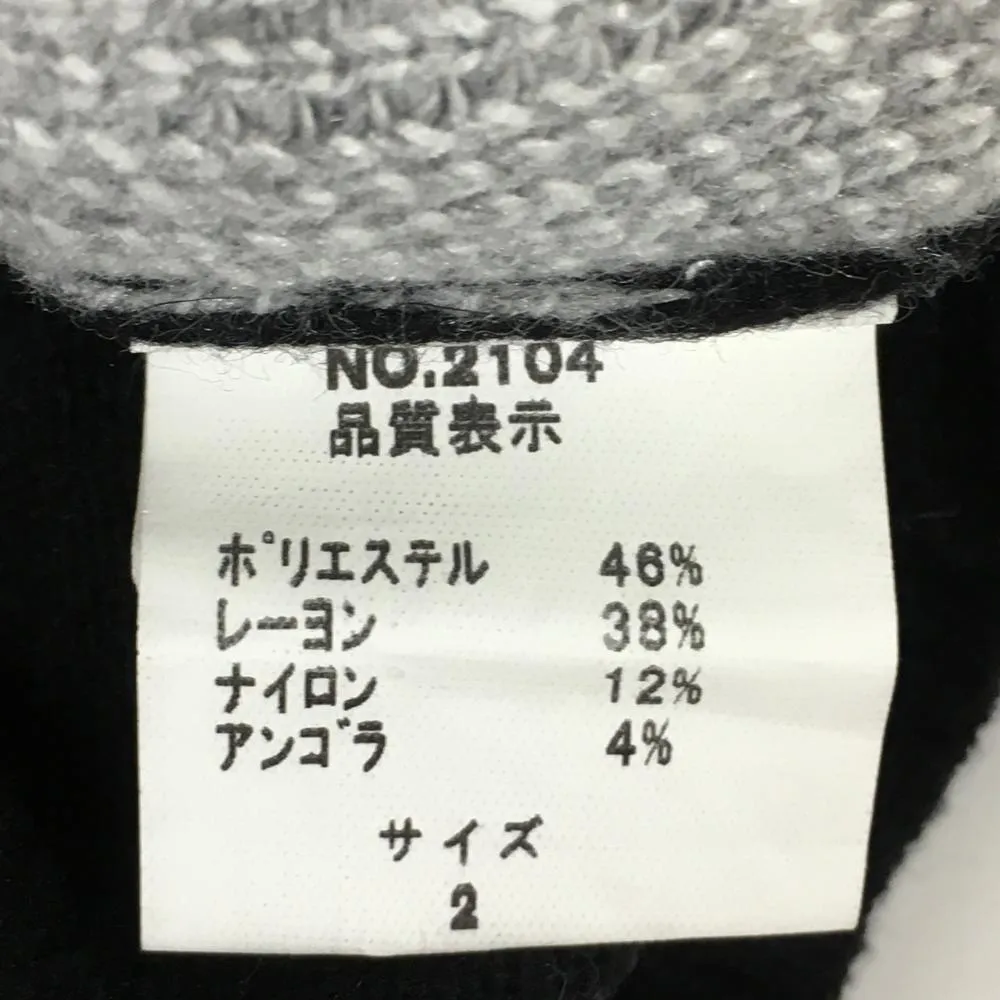 NO.2104
品質表示
ポリエステル 46%
レーヨン 38%
ナイロン 12%
アンゴラ 4%
サイズ
2